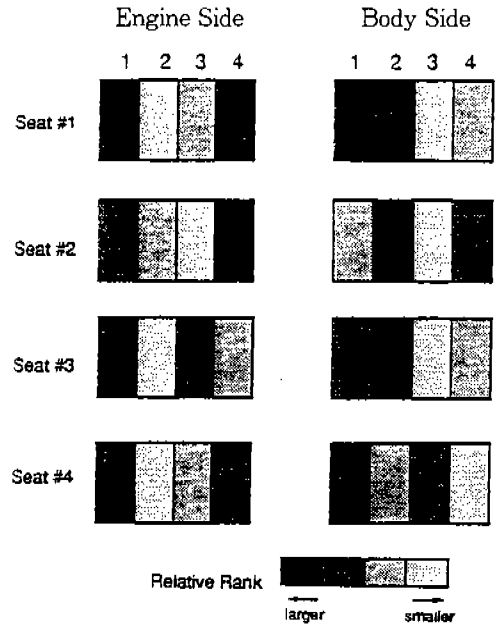 Engine Side Body Side
1 2 3 4 1 2 3 4
Seat #1
Seat #2
Seat #3
Seat #4
Relative Rank
larger smaller